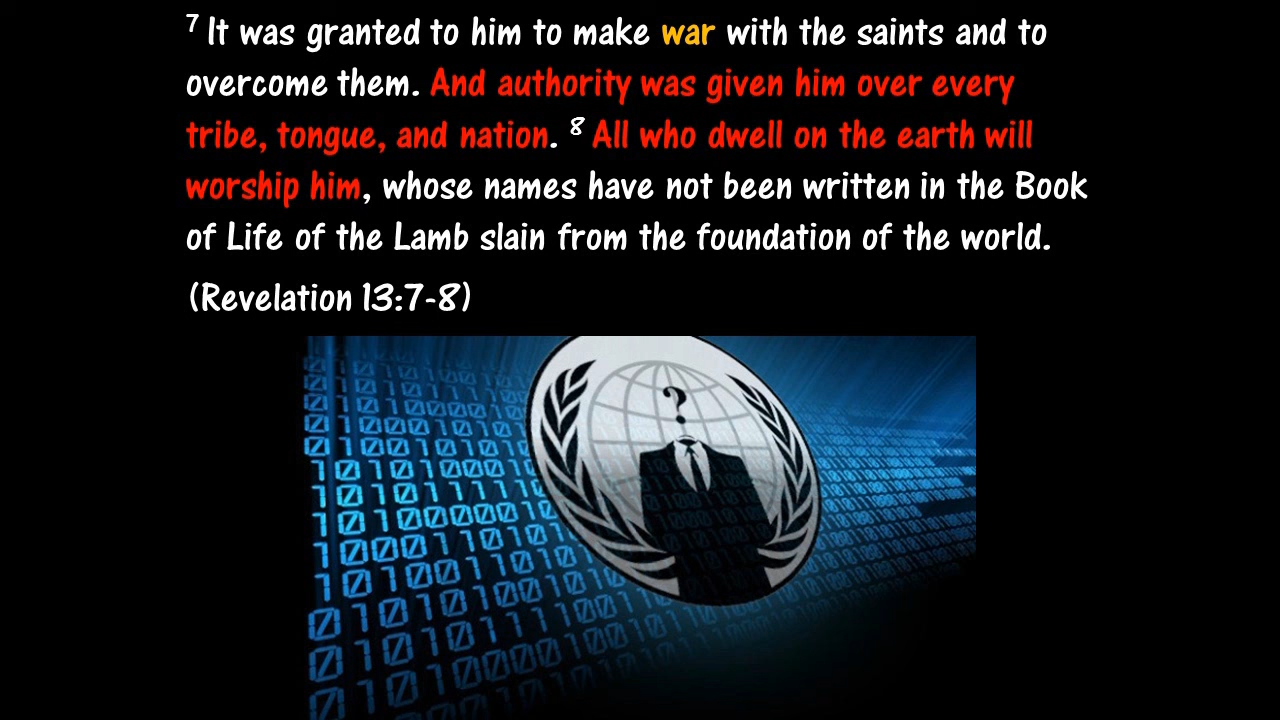 7 It was granted to him to make war with the saints and to
overcome them. And authority was given him over every
tribe, tongue, and nation. 8 All who dwell on the earth will
worship him, whose names have not been written in the Book
of Life of the Lamb slain from the foundation of the world.
(Revelation 13:7-8)
?